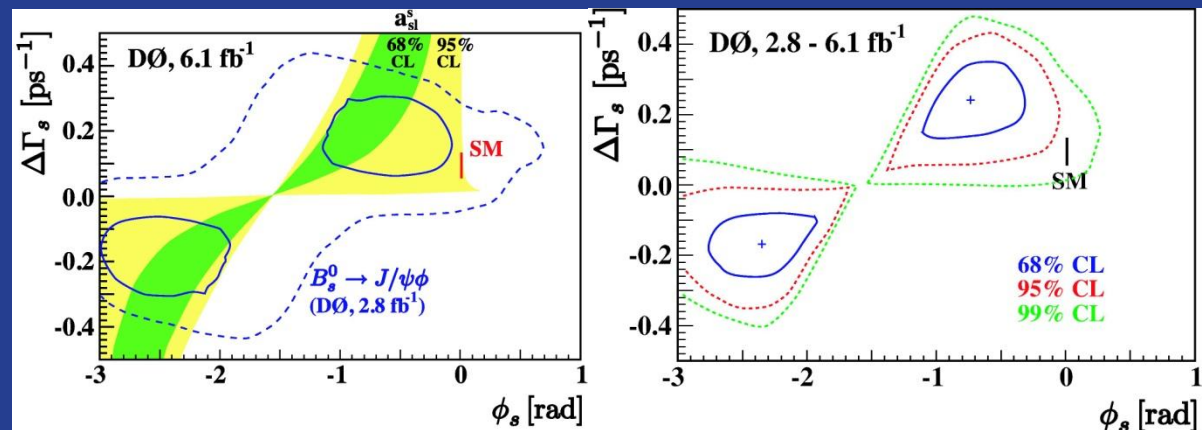 a^s_sl
DØ, 6.1 fb⁻¹
68% 95%
CL CL
ΔΓ_s [ps⁻¹]
0.4
0.2
0.0
-0.2
-0.4
SM
B⁰_s → J/ψϕ
(DØ, 2.8 fb⁻¹)
-3 -2 -1 0 1
ϕ_s [rad]
DØ, 2.8 - 6.1 fb⁻¹
ΔΓ_s [ps⁻¹]
0.4
0.2
0.0
-0.2
-0.4
SM
68% CL
95% CL
99% CL
-3 -2 -1 0 1
ϕ_s [rad]